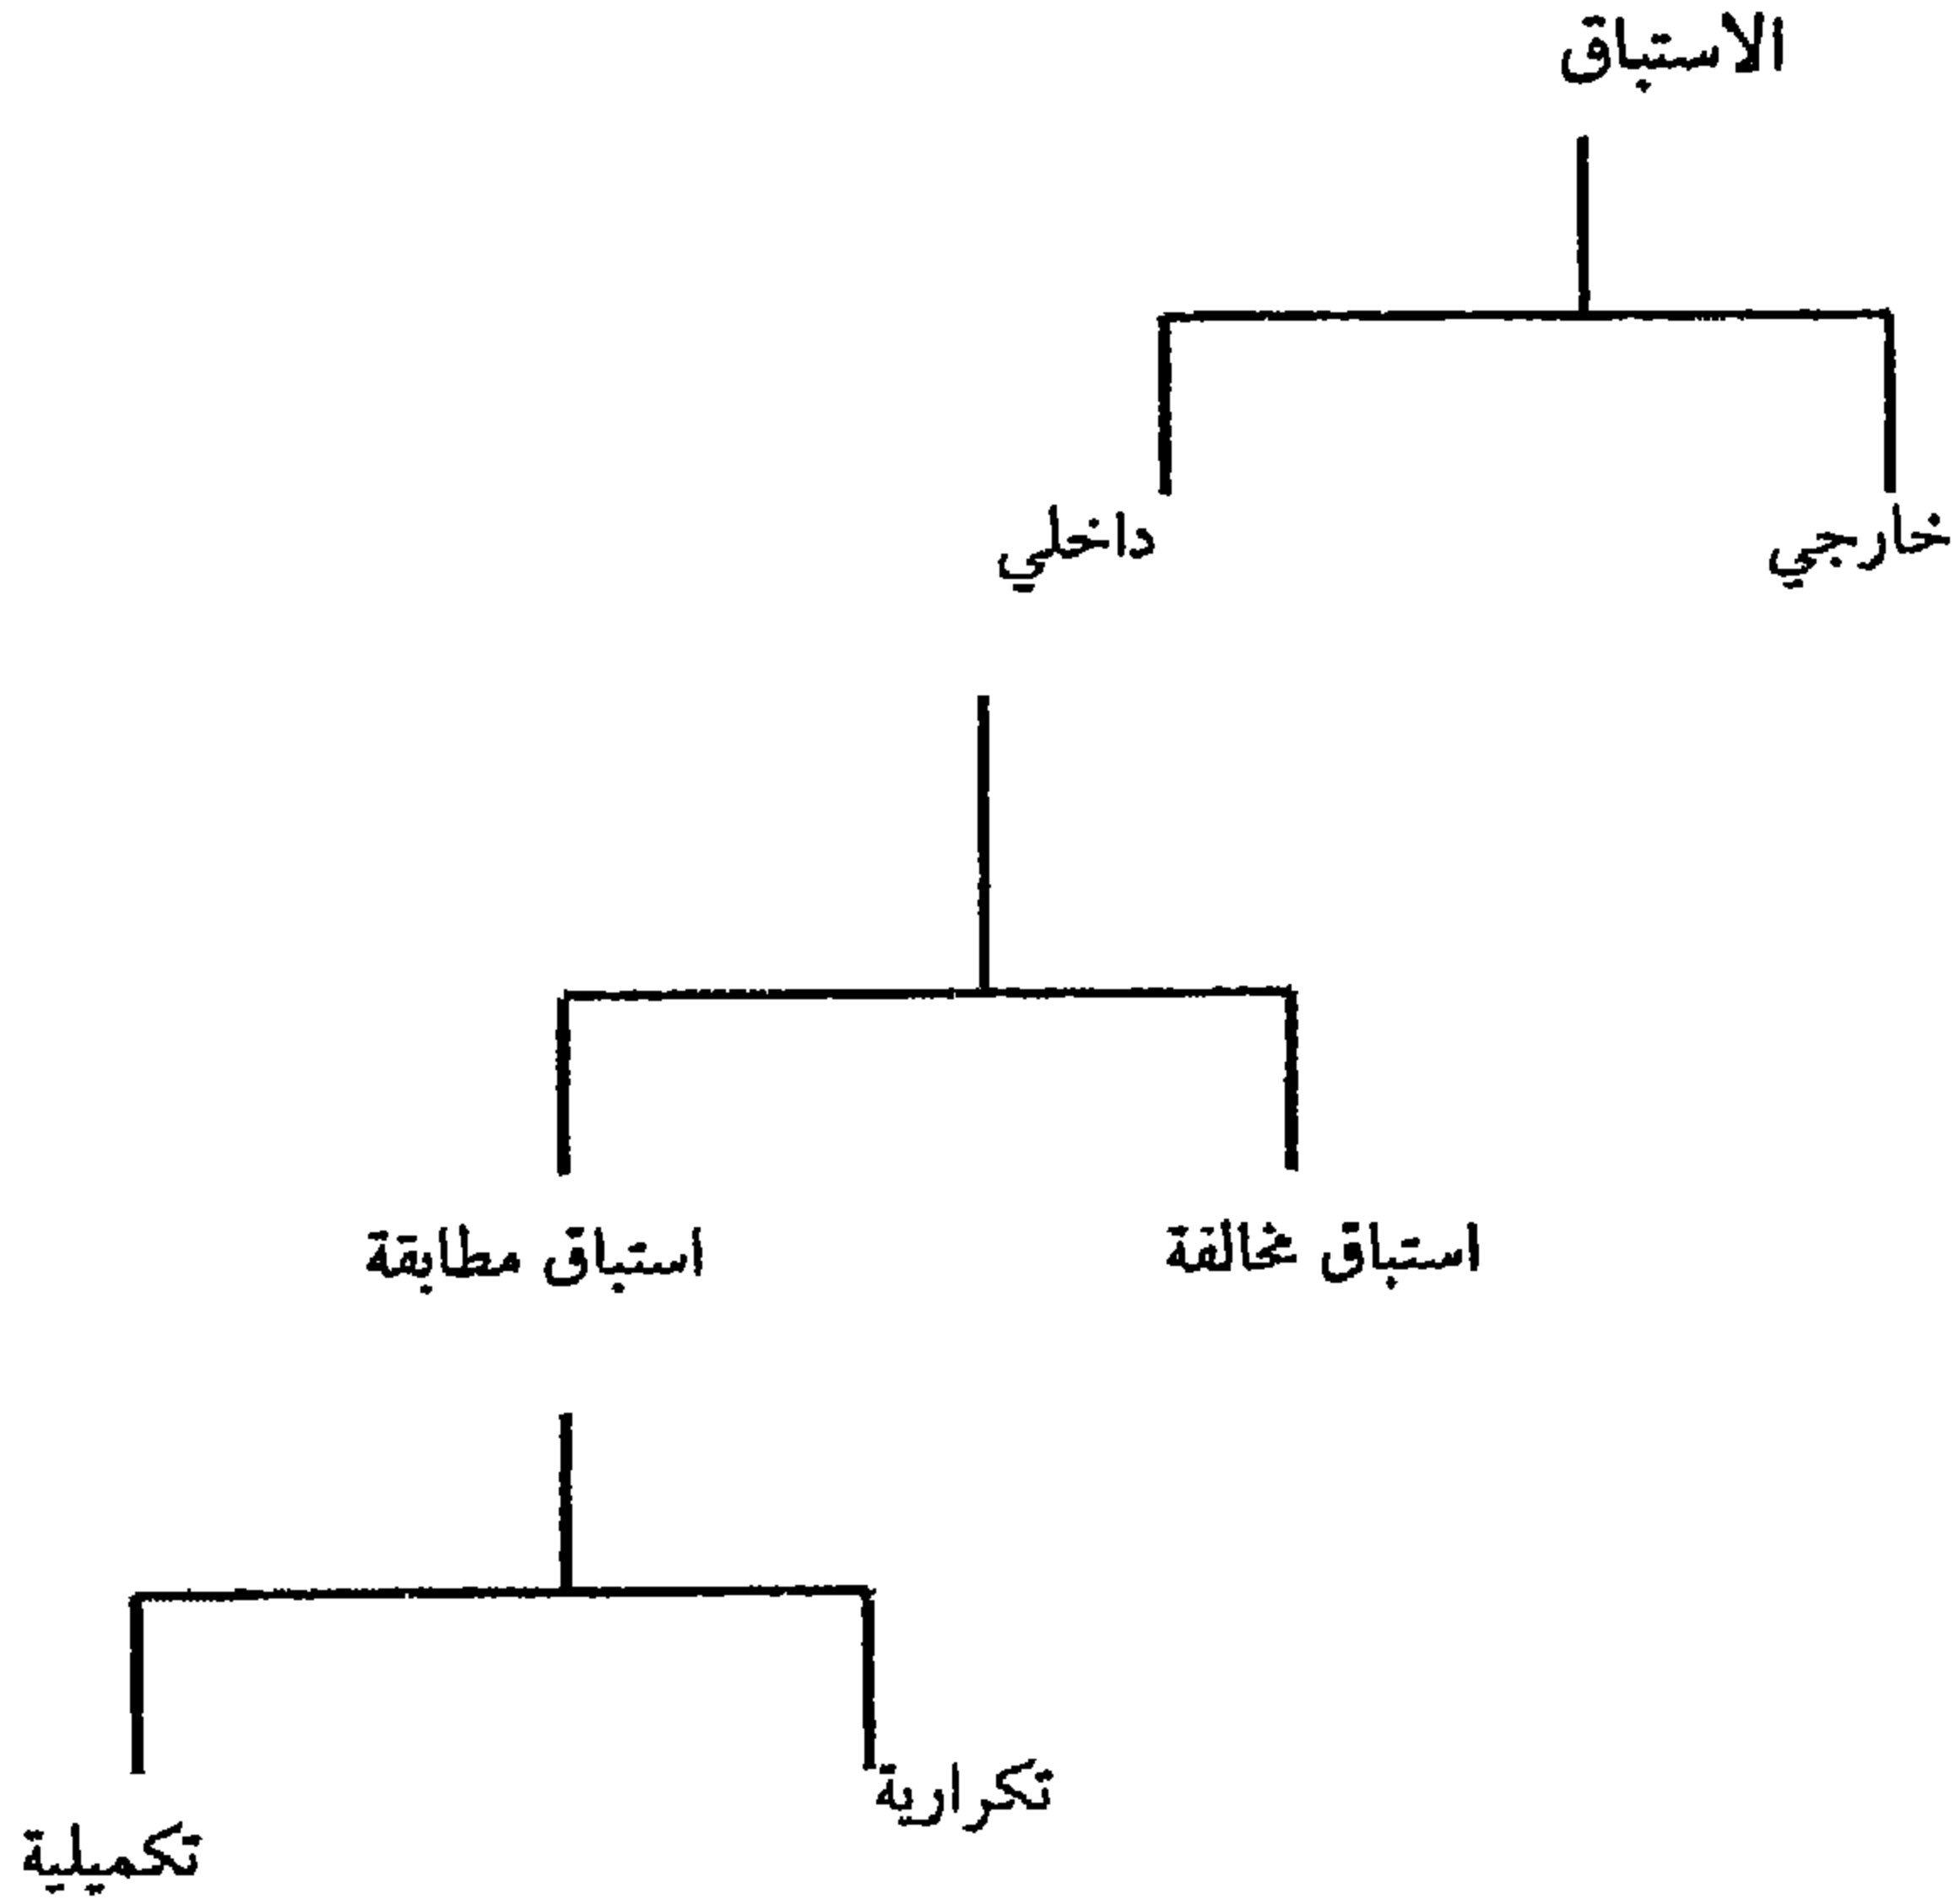 الاستباق
خارجي
داخلي
استباق مخالفة
استباق مطابقة
تكرارية
تكميلية